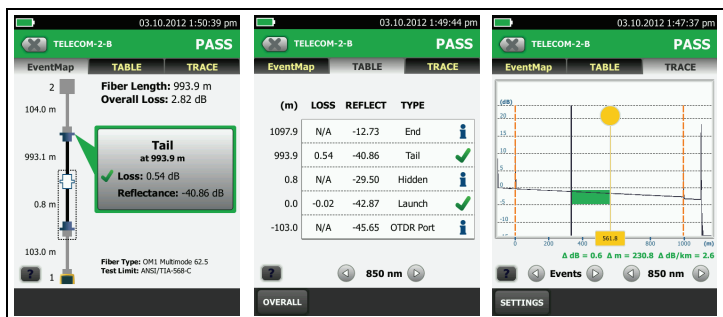 03.10.2012 1:50:39 pm
TELECOM-2-B PASS
EventMap TABLE TRACE
2
Fiber Length: 993.9 m
Overall Loss: 2.82 dB
104.0 m
Tail
at 993.9 m
Loss: 0.54 dB
Reflectance: -40.86 dB
993.1 m
0.8 m
103.0 m
Fiber Type: OM1 Multimode 62.5
Test Limit: ANSI/TIA-568-C
? 1
03.10.2012 1:49:44 pm
TELECOM-2-B PASS
EventMap TABLE TRACE
(m) LOSS REFLECT TYPE
1097.9 N/A -12.73 End
993.9 0.54 -40.86 Tail
0.8 N/A -29.50 Hidden
0.0 -0.02 -42.87 Launch
-103.0 N/A -45.65 OTDR Port
? 850 nm
OVERALL
03.10.2012 1:47:37 pm
TELECOM-2-B PASS
EventMap TABLE TRACE
(dB)
20
15
10
5
0
-5
-10
0 200 400 561.8 800 1000 (m)
Δ dB = 0.6 Δ m = 230.8 Δ dB/km = 2.6
? Events 850 nm
SETTINGS